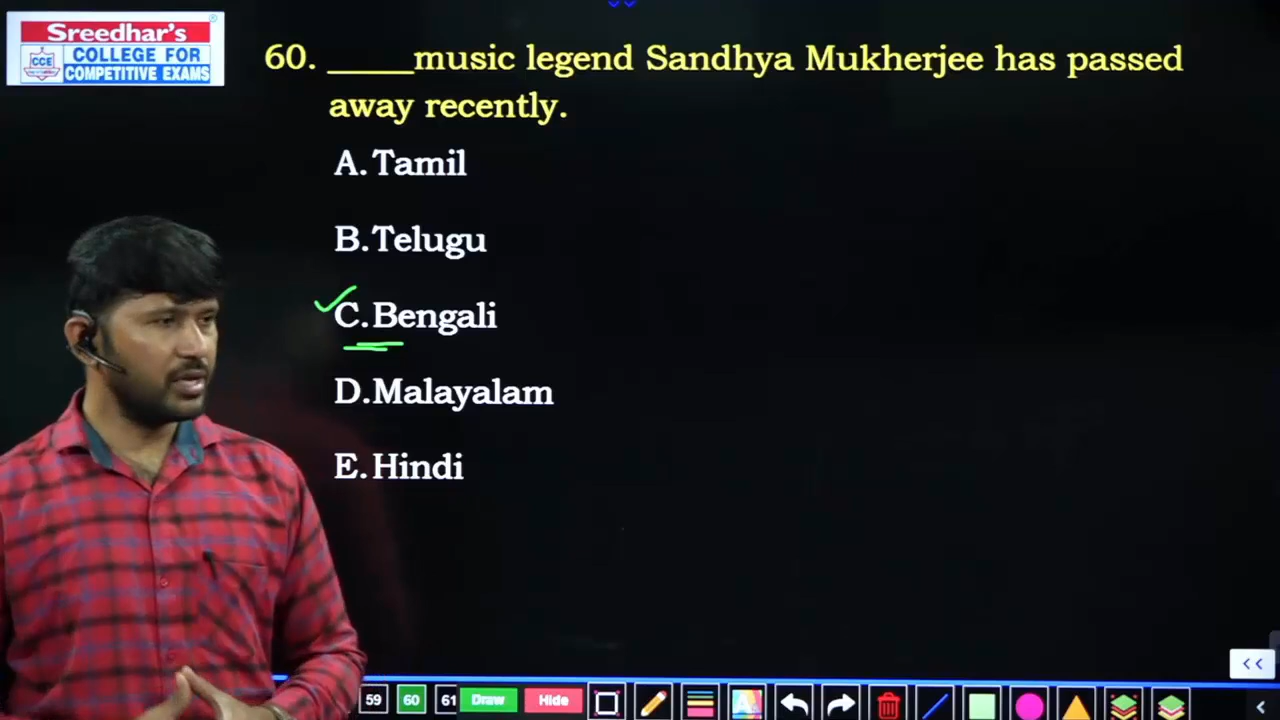 Sreedhar's
CCE
COLLEGE FOR
COMPETITIVE EXAMS
®
60. _____music legend Sandhya Mukherjee has passed
away recently.
A. Tamil
B. Telugu
C. Bengali
D. Malayalam
E. Hindi
59
60
61
Draw
Hide